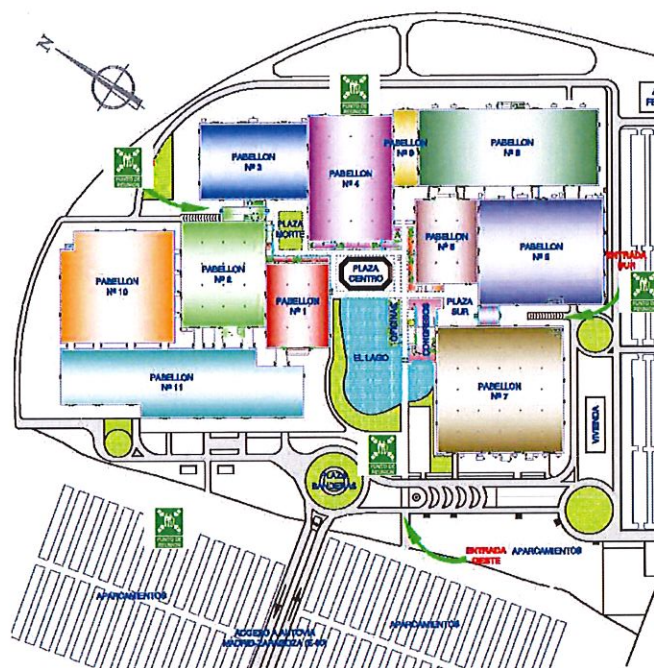 N
PUNTO DE
REUNION
PABELLON
Nº 3
PABELLON
Nº 4
PABELLON
Nº 9
PABELLON
Nº 8
PUNTO DE
REUNION
PLAZA
NORTE
PABELLON
Nº 10
PABELLON
Nº 2
PABELLON
Nº 1
PLAZA
CENTRO
PABELLON
Nº 6
PABELLON
Nº 5
ENTRADA
SUR
PUNTO DE
REUNION
PLAZA
SUR
OFICINAS
CONGRESOS
EL LAGO
PABELLON
Nº 11
PABELLON
Nº 7
VIVIENDA
PUNTO DE
REUNION
PLAZA
BANDERAS
PUNTO DE
REUNION
ENTRADA
OESTE
APARCAMIENTOS
APARCAMIENTOS
APARCAMIENTOS
ACCESO A AUTOVIA
MADRID-ZARAGOZA (E-90)